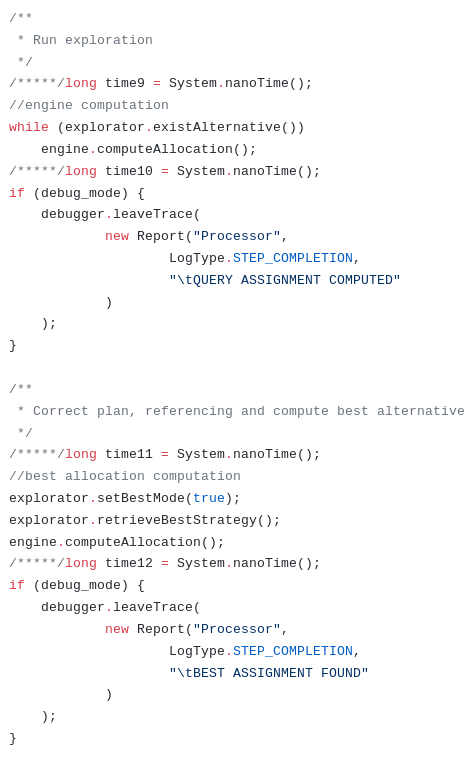 /**
 * Run exploration
 */
/*****/long time9 = System.nanoTime();
//engine computation
while (explorator.existAlternative())
    engine.computeAllocation();
/*****/long time10 = System.nanoTime();
if (debug_mode) {
    debugger.leaveTrace(
            new Report("Processor",
                    LogType.STEP_COMPLETION,
                    "\tQUERY ASSIGNMENT COMPUTED"
            )
    );
}

/**
 * Correct plan, referencing and compute best alternative
 */
/*****/long time11 = System.nanoTime();
//best allocation computation
explorator.setBestMode(true);
explorator.retrieveBestStrategy();
engine.computeAllocation();
/*****/long time12 = System.nanoTime();
if (debug_mode) {
    debugger.leaveTrace(
            new Report("Processor",
                    LogType.STEP_COMPLETION,
                    "\tBEST ASSIGNMENT FOUND"
            )
    );
}